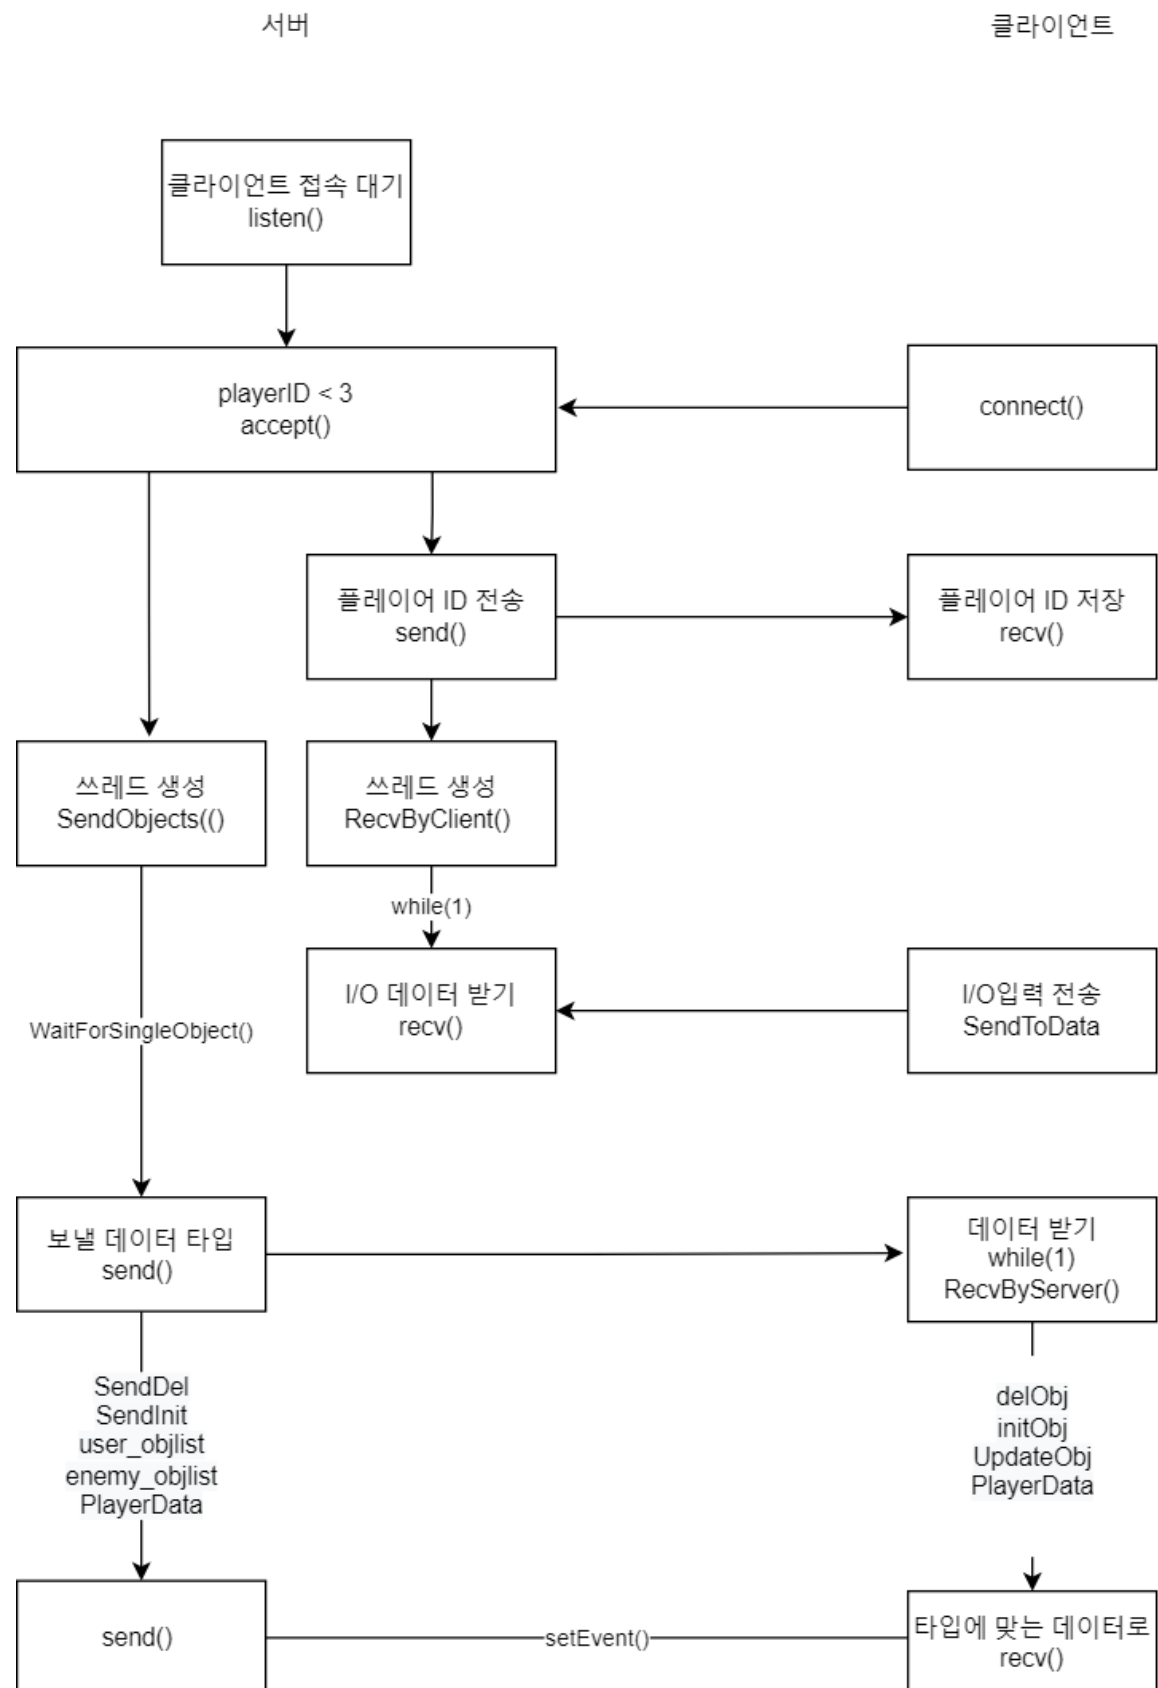 서버
클라이언트
클라이언트 접속 대기
listen()
playerID < 3
accept()
connect()
플레이어 ID 전송
send()
플레이어 ID 저장
recv()
쓰레드 생성
SendObjects(()
쓰레드 생성
RecvByClient()
while(1)
I/O 데이터 받기
recv()
I/O입력 전송
SendToData
WaitForSingleObject()
보낼 데이터 타입
send()
데이터 받기
while(1)
RecvByServer()
SendDel
SendInit
user_objlist
enemy_objlist
PlayerData
delObj
initObj
UpdateObj
PlayerData
send()
setEvent()
타입에 맞는 데이터로
recv()